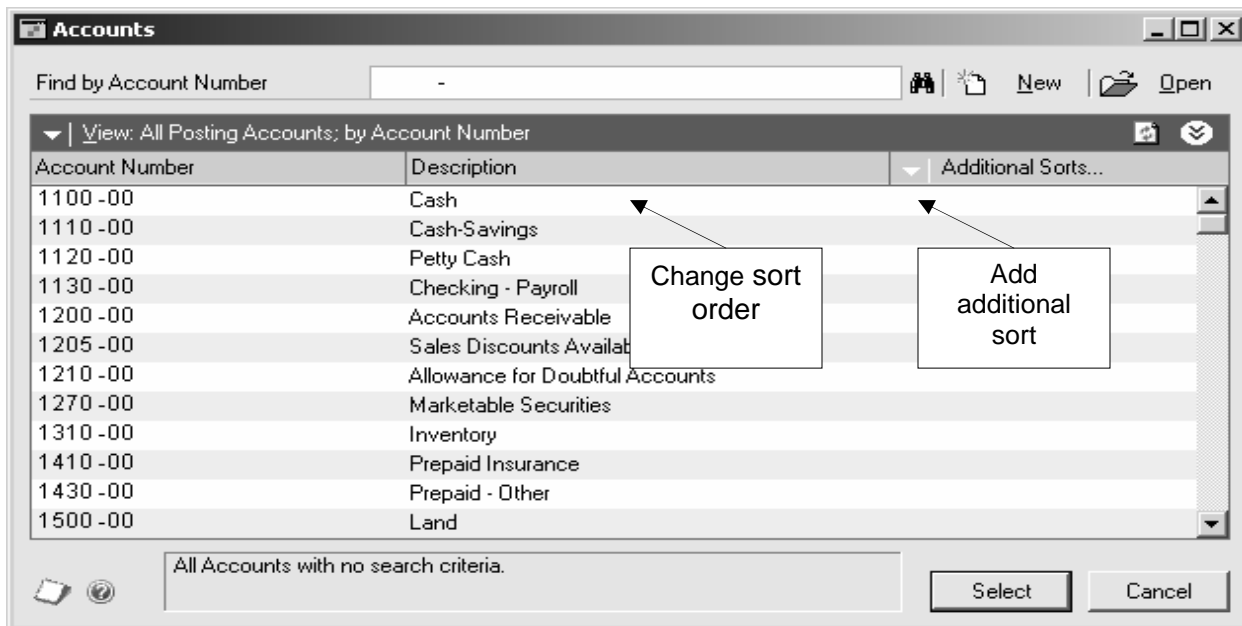 Accounts
Find by Account Number - New Open
View: All Posting Accounts; by Account Number
Account Number Description Additional Sorts...
1100 -00 Cash
1110 -00 Cash-Savings
1120 -00 Petty Cash
1130 -00 Checking - Payroll
1200 -00 Accounts Receivable
1205 -00 Sales Discounts Availab
1210 -00 Allowance for Doubtful Accounts
1270 -00 Marketable Securities
1310 -00 Inventory
1410 -00 Prepaid Insurance
1430 -00 Prepaid - Other
1500 -00 Land
Change sort
order
Add
additional
sort
All Accounts with no search criteria.
Select Cancel